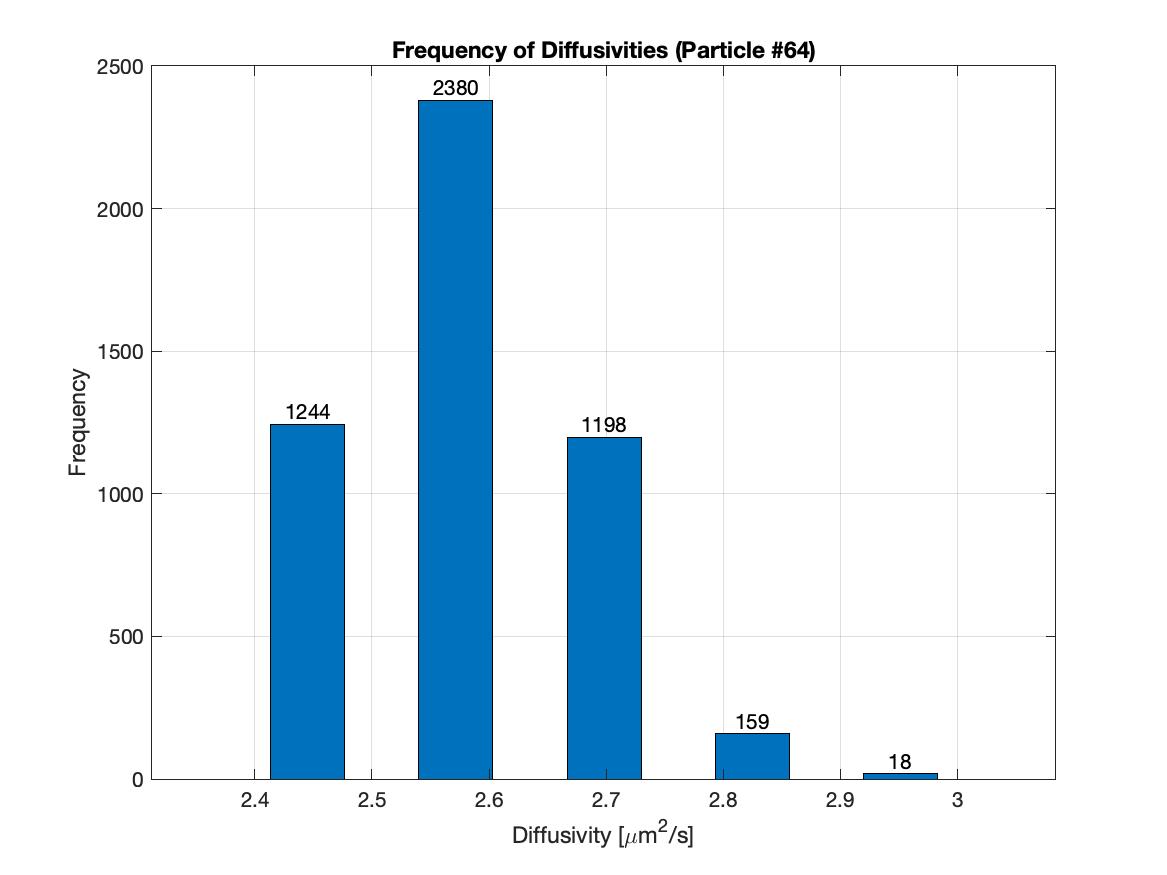 Frequency of Diffusivities (Particle #64)
2500
2380
2000
1500
1244
1198
1000
500
159
18
0
2.4 2.5 2.6 2.7 2.8 2.9 3
Frequency
Diffusivity [μm²/s]